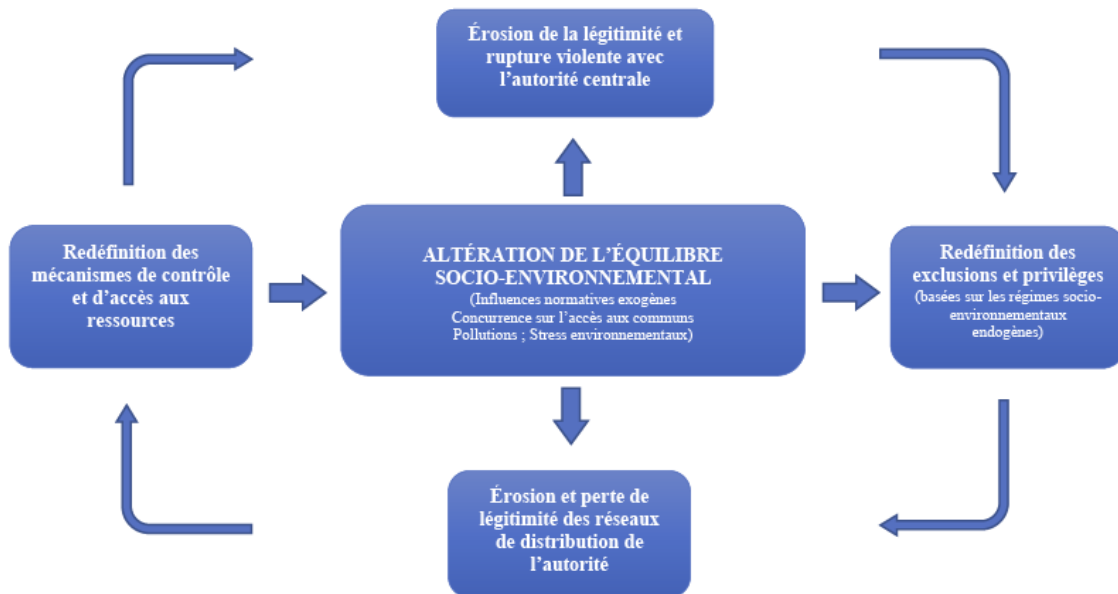 Érosion de la légitimité et
rupture violente avec
l’autorité centrale
Redéfinition des
mécanismes de contrôle
et d’accès aux
ressources
ALTÉRATION DE L’ÉQUILIBRE
SOCIO-ENVIRONNEMENTAL
(Influences normatives exogènes
Concurrence sur l’accès aux communs
Pollutions ; Stress environnementaux)
Redéfinition des
exclusions et privilèges
(basées sur les régimes socio-
environnementaux
endogènes)
Érosion et perte de
légitimité des réseaux
de distribution de
l’autorité